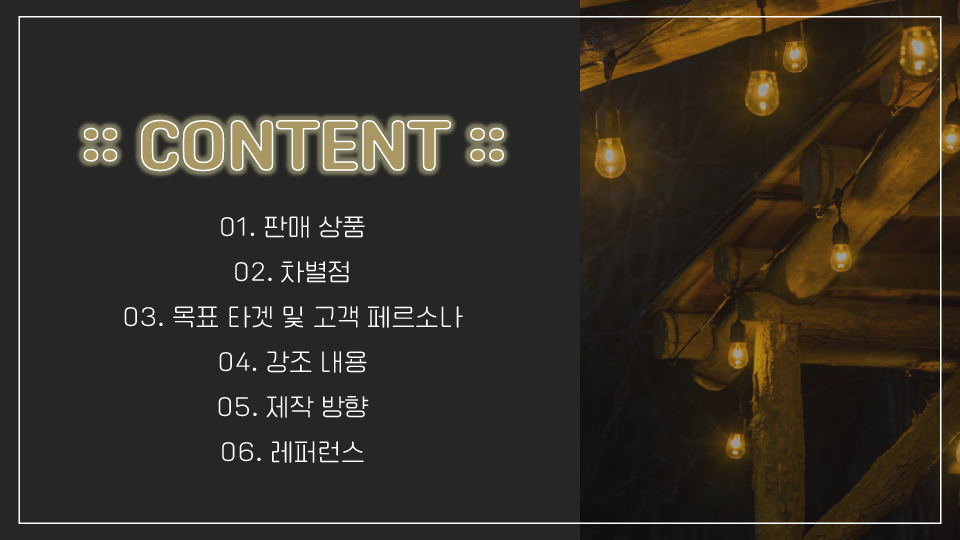 :: CONTENT ::
01. 판매 상품
02. 차별점
03. 목표 타겟 및 고객 페르소나
04. 강조 내용
05. 제작 방향
06. 레퍼런스